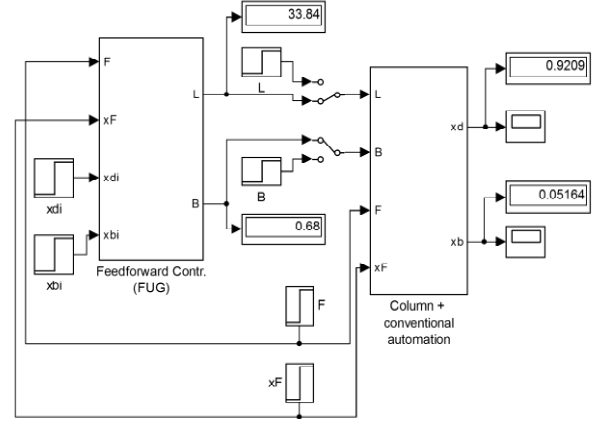 33.84
F
xF
xdi
xbi
L
B
Feedforward Contr.
(FUG)
xdi
xbi
L
B
0.68
L
B
F
xF
xd
xb
Column +
conventional
automation
0.9209
0.05164
F
xF